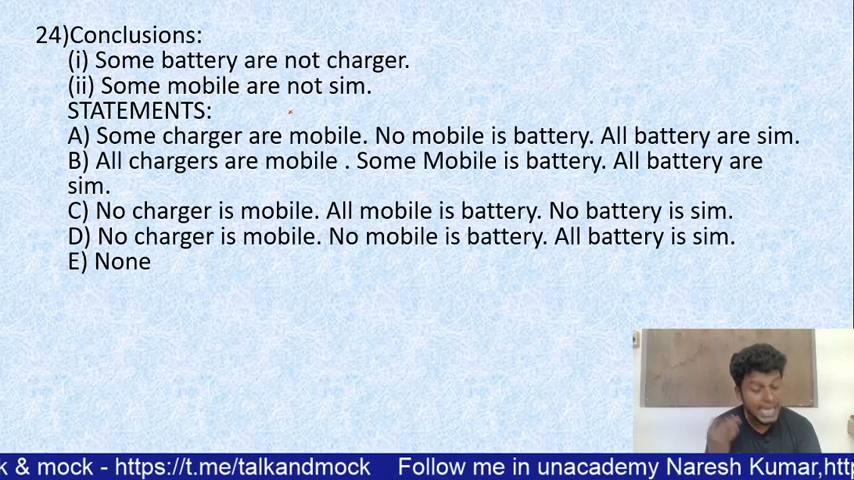 24)Conclusions:
(i) Some battery are not charger.
(ii) Some mobile are not sim.
STATEMENTS:
A) Some charger are mobile. No mobile is battery. All battery are sim.
B) All chargers are mobile . Some Mobile is battery. All battery are
sim.
C) No charger is mobile. All mobile is battery. No battery is sim.
D) No charger is mobile. No mobile is battery. All battery is sim.
E) None
k & mock - https://t.me/talkandmock Follow me in unacademy Naresh Kumar,http